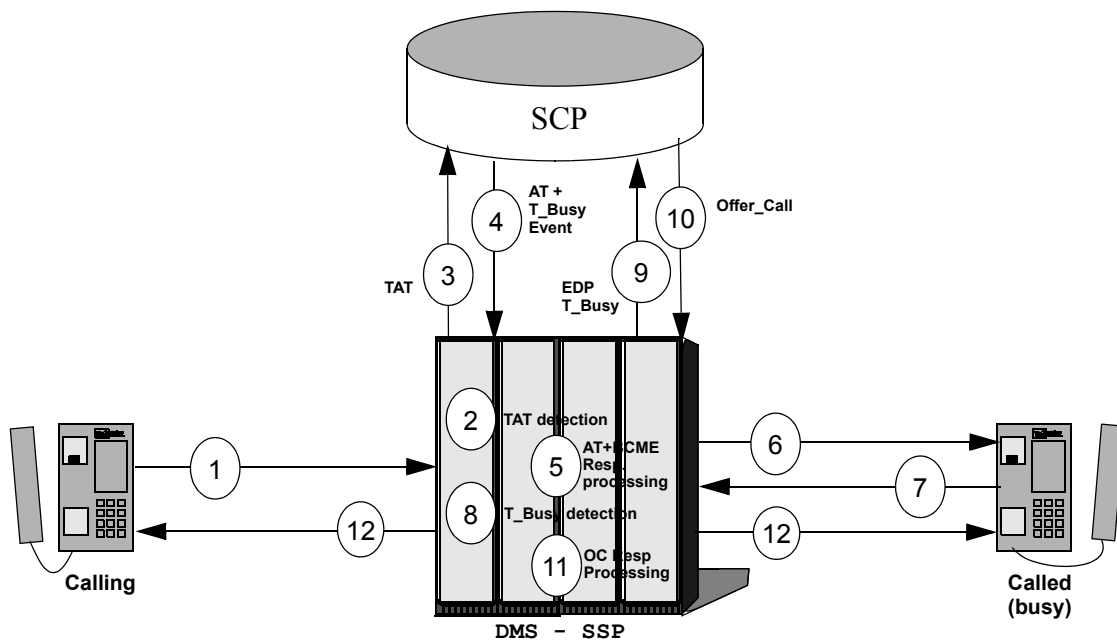 SCP
AT +
T_Busy
Event
4
10
Offer_Call
3
TAT
9
EDP
T_Busy
2
TAT detection
1
5
AT+BCME
Resp.
processing
6
7
8
T_Busy detection
12
12
11
OC Resp
Processing
Calling
Called
(busy)
DMS - SSP